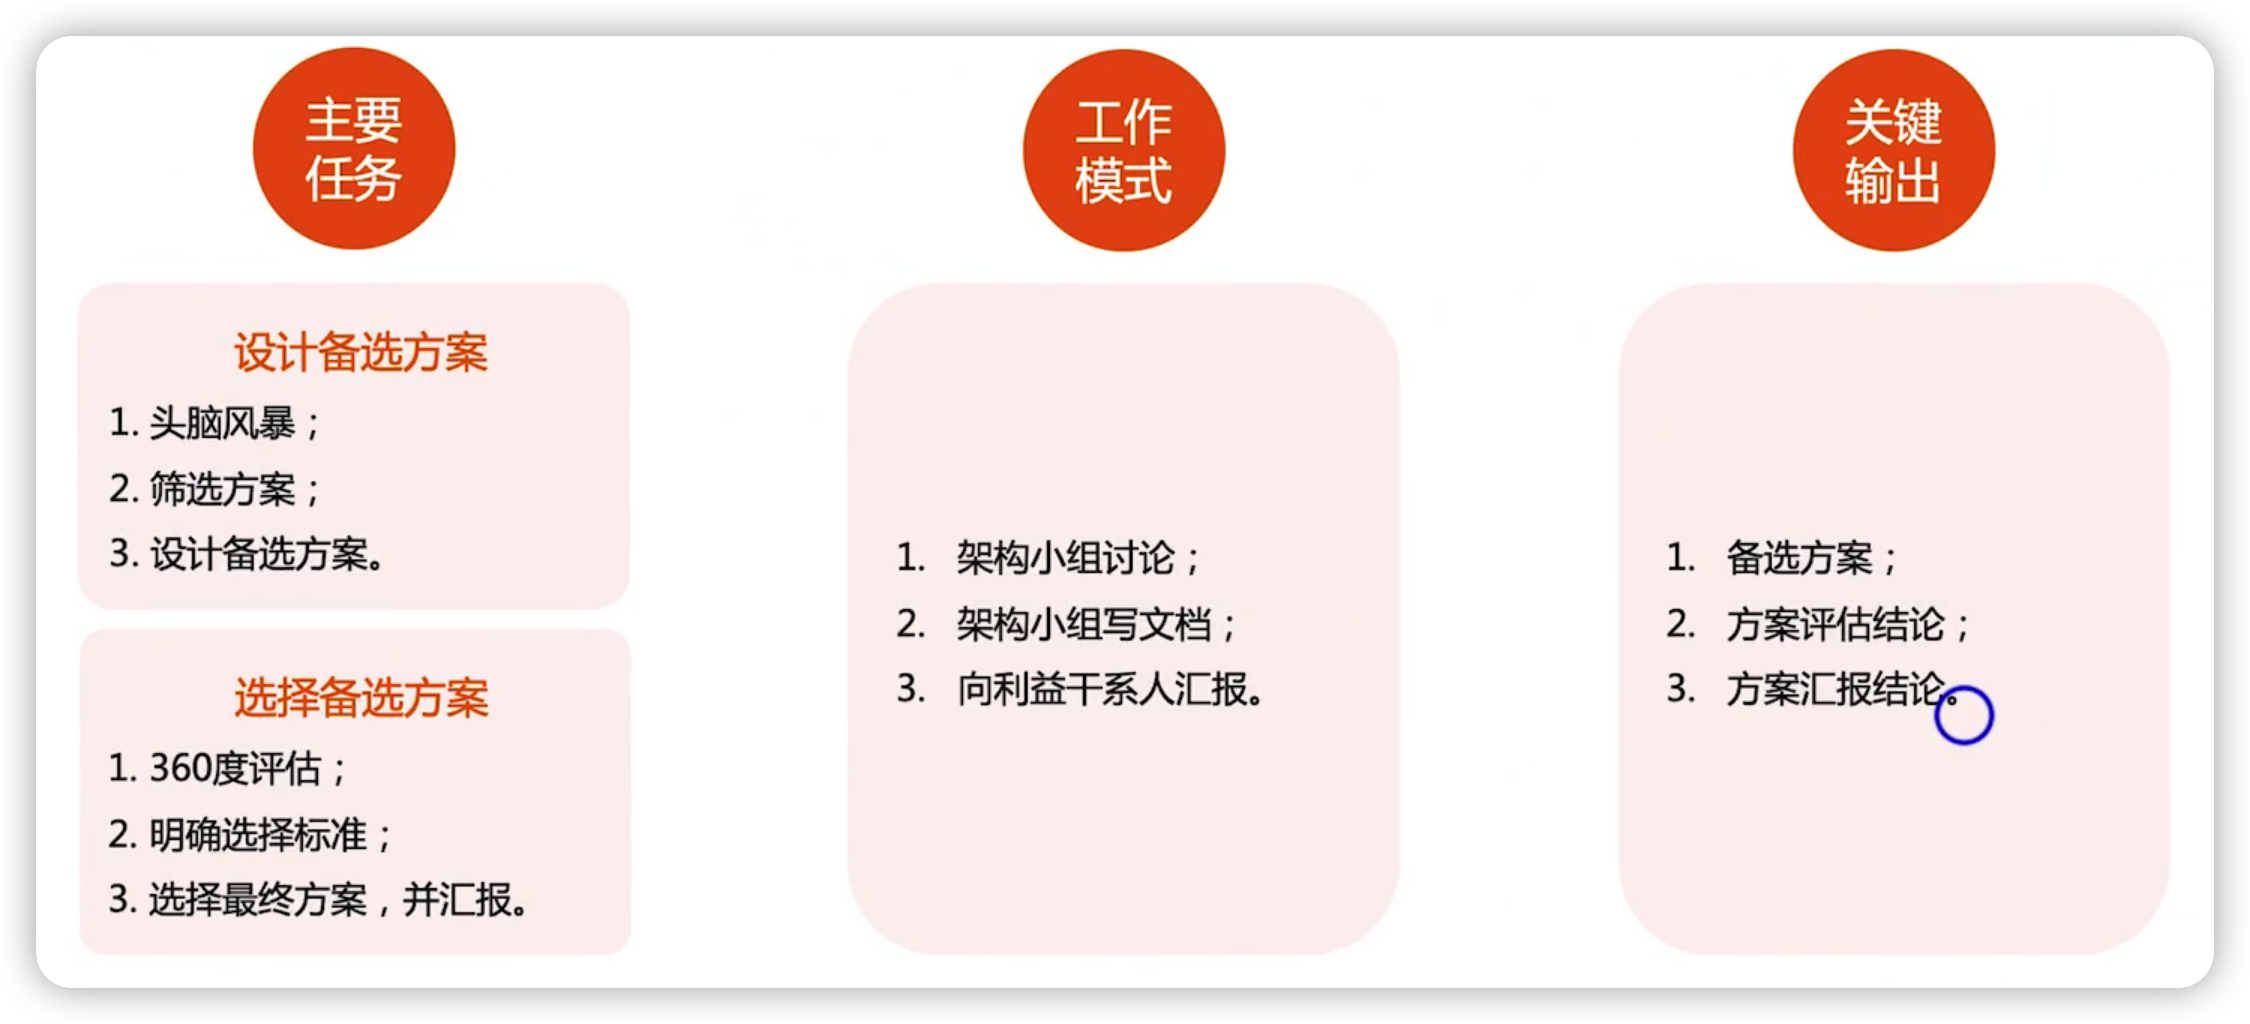 主要
任务
设计备选方案
1. 头脑风暴；
2. 筛选方案；
3. 设计备选方案。
选择备选方案
1. 360度评估；
2. 明确选择标准；
3. 选择最终方案，并汇报。
工作
模式
1. 架构小组讨论；
2. 架构小组写文档；
3. 向利益干系人汇报。
关键
输出
1. 备选方案；
2. 方案评估结论；
3. 方案汇报结论。